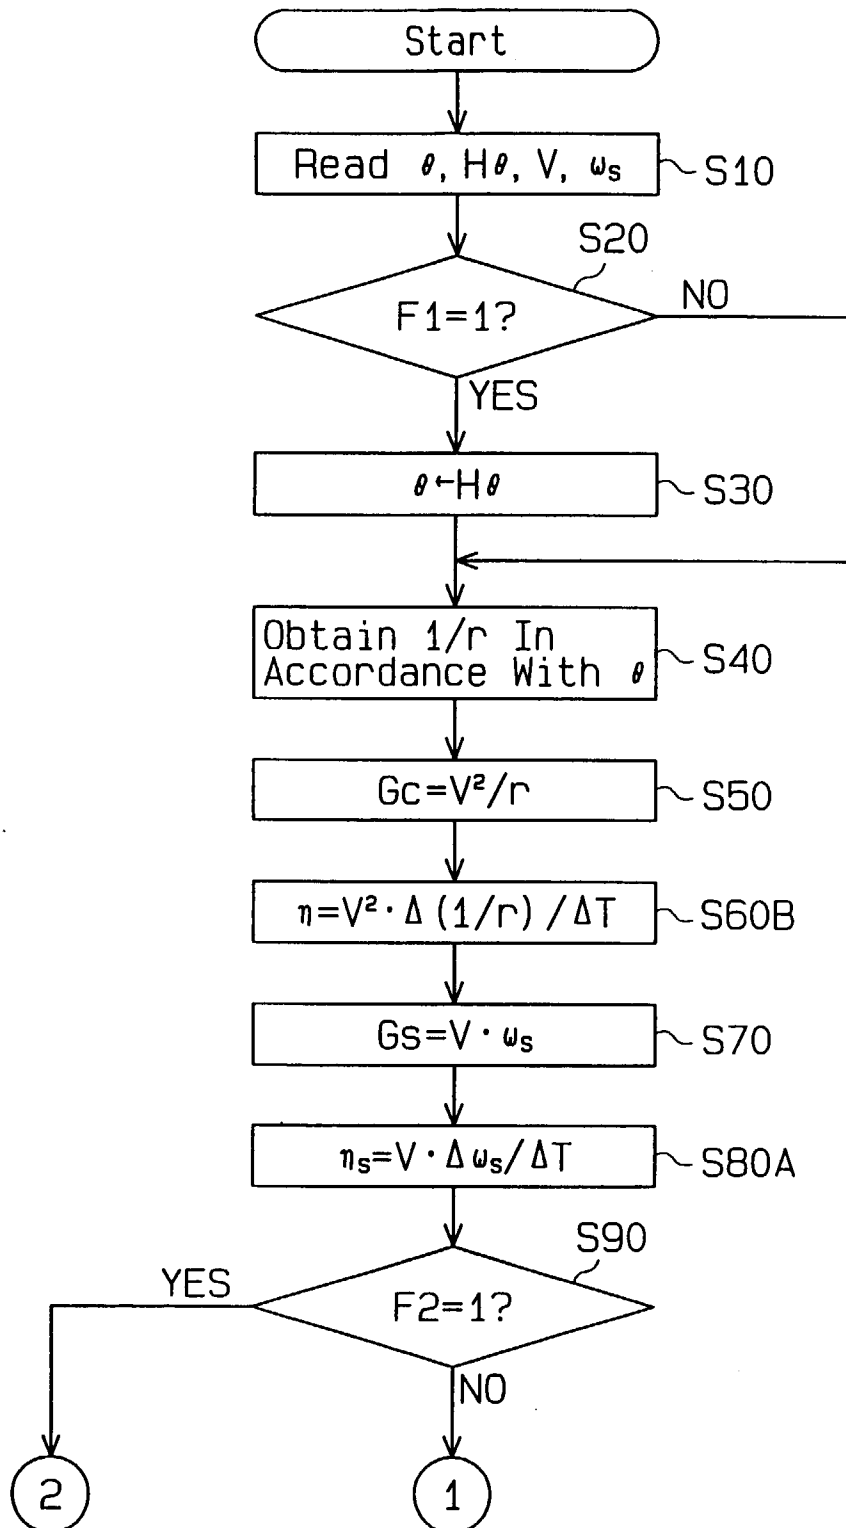 Start
Read θ, Hθ, V, ωs
S10
S20
F1=1?
NO
YES
θ←Hθ
S30
Obtain 1/r In
Accordance With θ
S40
Gc=V²/r
S50
η=V²·Δ(1/r)/ΔT
S60B
Gs=V·ωs
S70
ηs=V·Δωs/ΔT
S80A
S90
YES
F2=1?
NO
2
1